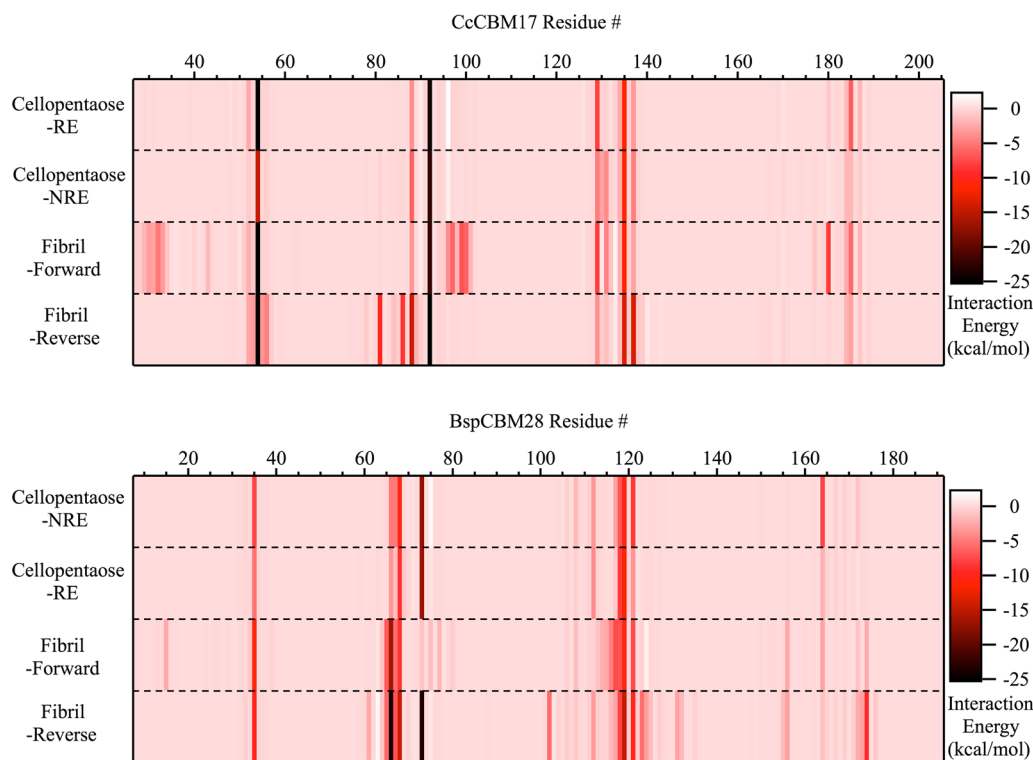 CcCBM17 Residue #
40 60 80 100 120 140 160 180 200
Cellopentaose
-RE
Cellopentaose
-NRE
Fibril
-Forward
Fibril
-Reverse
0
-5
-10
-15
-20
-25
Interaction
Energy
(kcal/mol)
BspCBM28 Residue #
20 40 60 80 100 120 140 160 180
Cellopentaose
-NRE
Cellopentaose
-RE
Fibril
-Forward
Fibril
-Reverse
0
-5
-10
-15
-20
-25
Interaction
Energy
(kcal/mol)